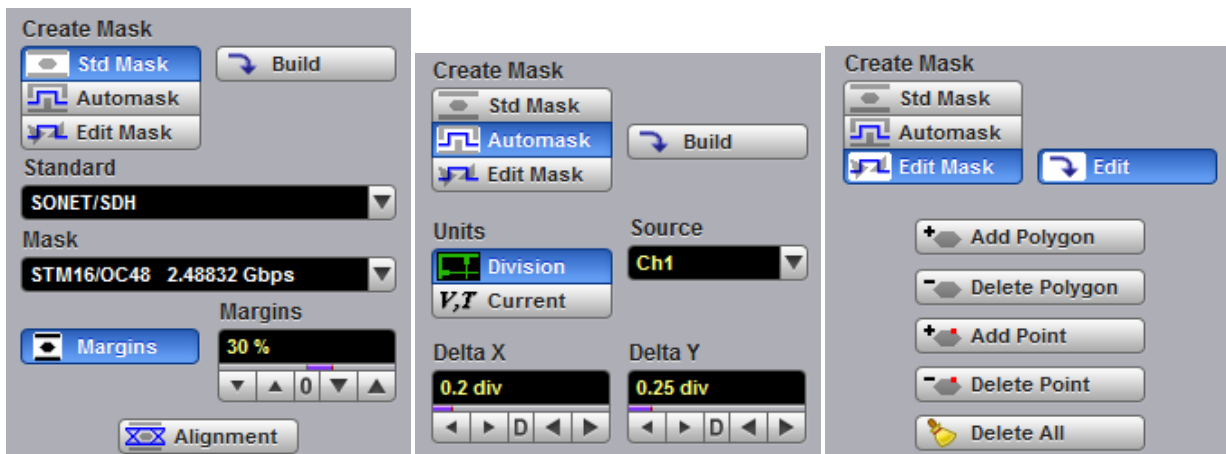 Create Mask
Std Mask
Build
Automask
Edit Mask
Standard
SONET/SDH
Mask
STM16/OC48 2.48832 Gbps
Margins
Margins
30 %
0
Alignment
Create Mask
Std Mask
Automask
Build
Edit Mask
Units
Source
Division
Ch1
V,T Current
Delta X
Delta Y
0.2 div
0.25 div
D
D
Create Mask
Std Mask
Automask
Edit Mask
Edit
Add Polygon
Delete Polygon
Add Point
Delete Point
Delete All